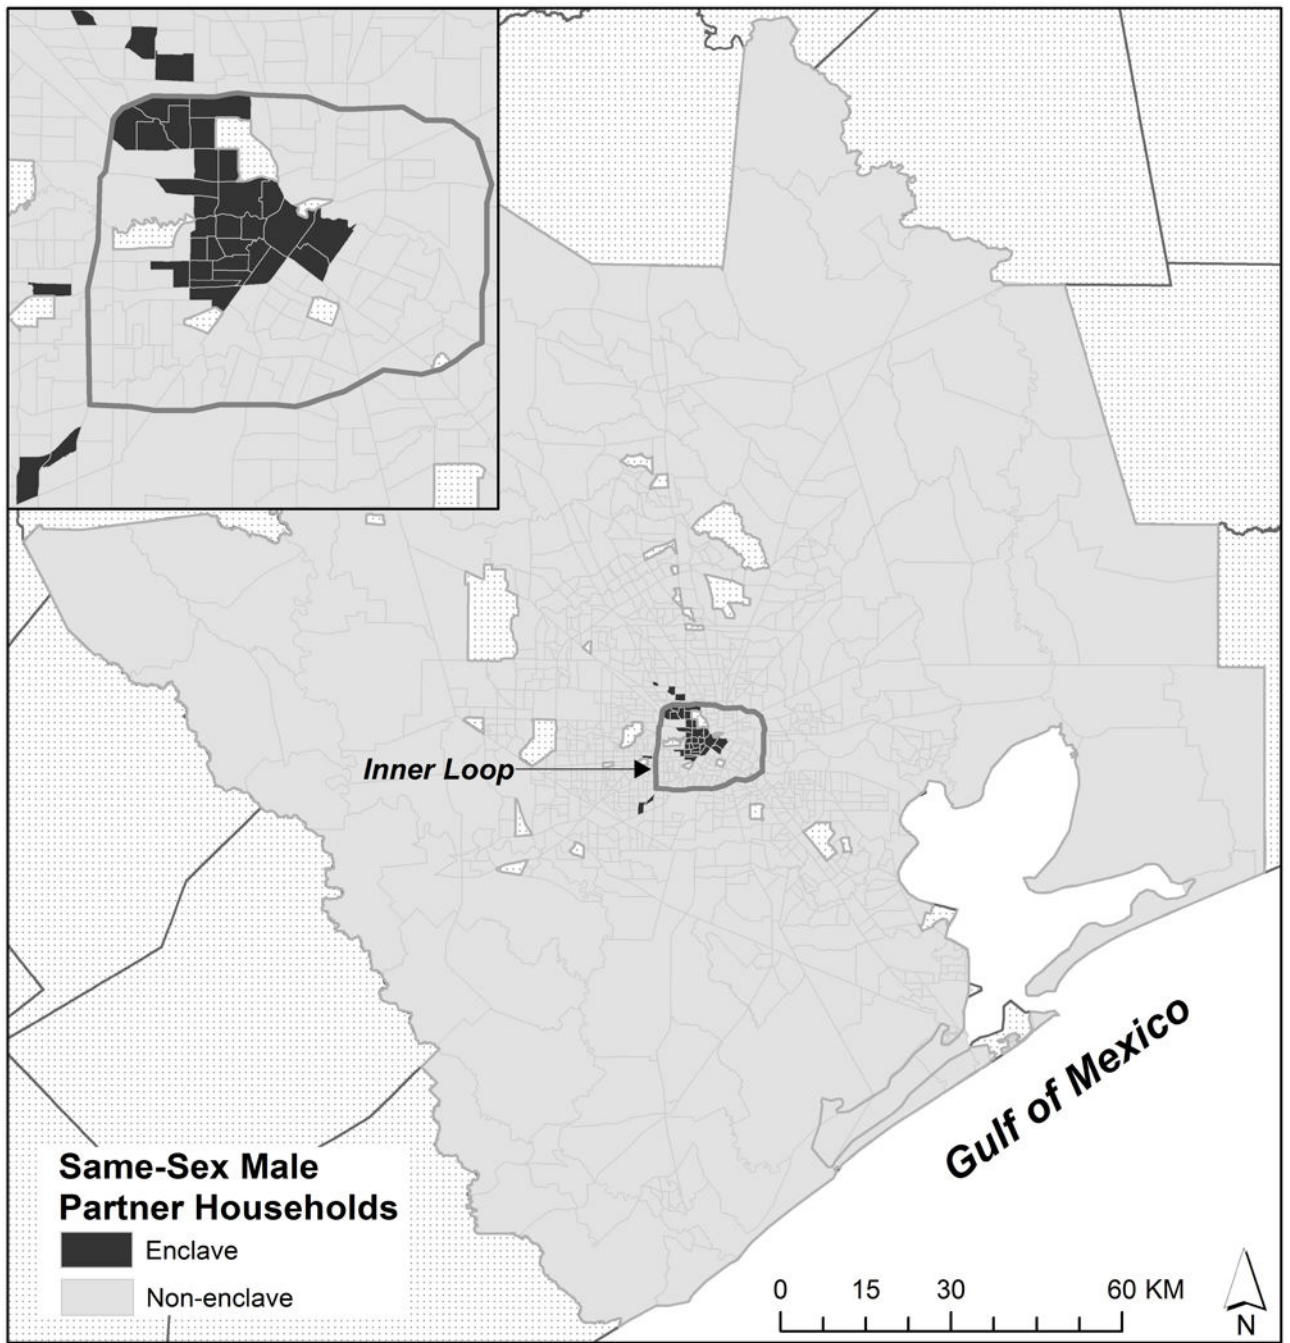 Inner Loop
Gulf of Mexico
Same-Sex Male
Partner Households
Enclave
Non-enclave
0 15 30 60 KM
N